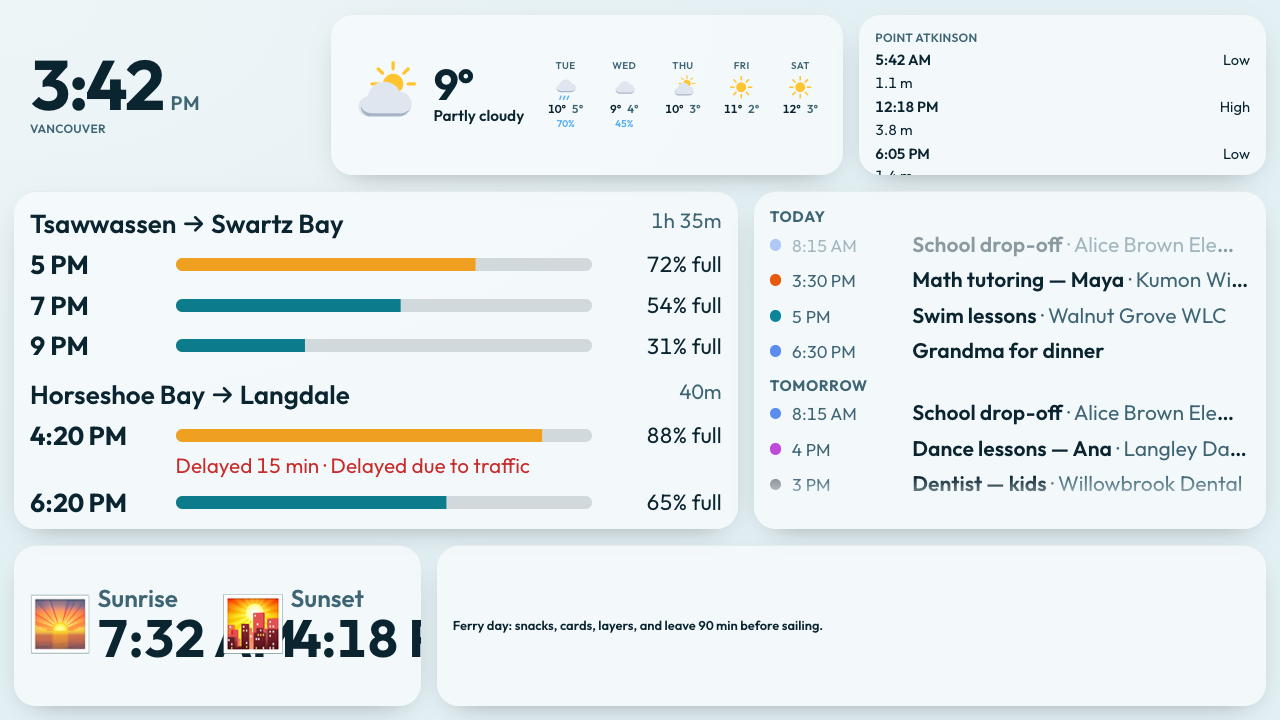 3:42 PM
VANCOUVER
9°
Partly cloudy
TUE
10° 5°
70%
WED
9° 4°
45%
THU
10° 3°
FRI
11° 2°
SAT
12° 3°
POINT ATKINSON
5:42 AM Low
1.1 m
12:18 PM High
3.8 m
6:05 PM Low
Tsawwassen → Swartz Bay 1h 35m
5 PM 72% full
7 PM 54% full
9 PM 31% full
Horseshoe Bay → Langdale 40m
4:20 PM 88% full
Delayed 15 min · Delayed due to traffic
6:20 PM 65% full
TODAY
8:15 AM School drop-off · Alice Brown Ele...
3:30 PM Math tutoring — Maya · Kumon Wi...
5 PM Swim lessons · Walnut Grove WLC
6:30 PM Grandma for dinner
TOMORROW
8:15 AM School drop-off · Alice Brown Ele...
4 PM Dance lessons — Ana · Langley Da...
3 PM Dentist — kids · Willowbrook Dental
Sunrise
7:32 AM
Sunset
4:18 P
Ferry day: snacks, cards, layers, and leave 90 min before sailing.